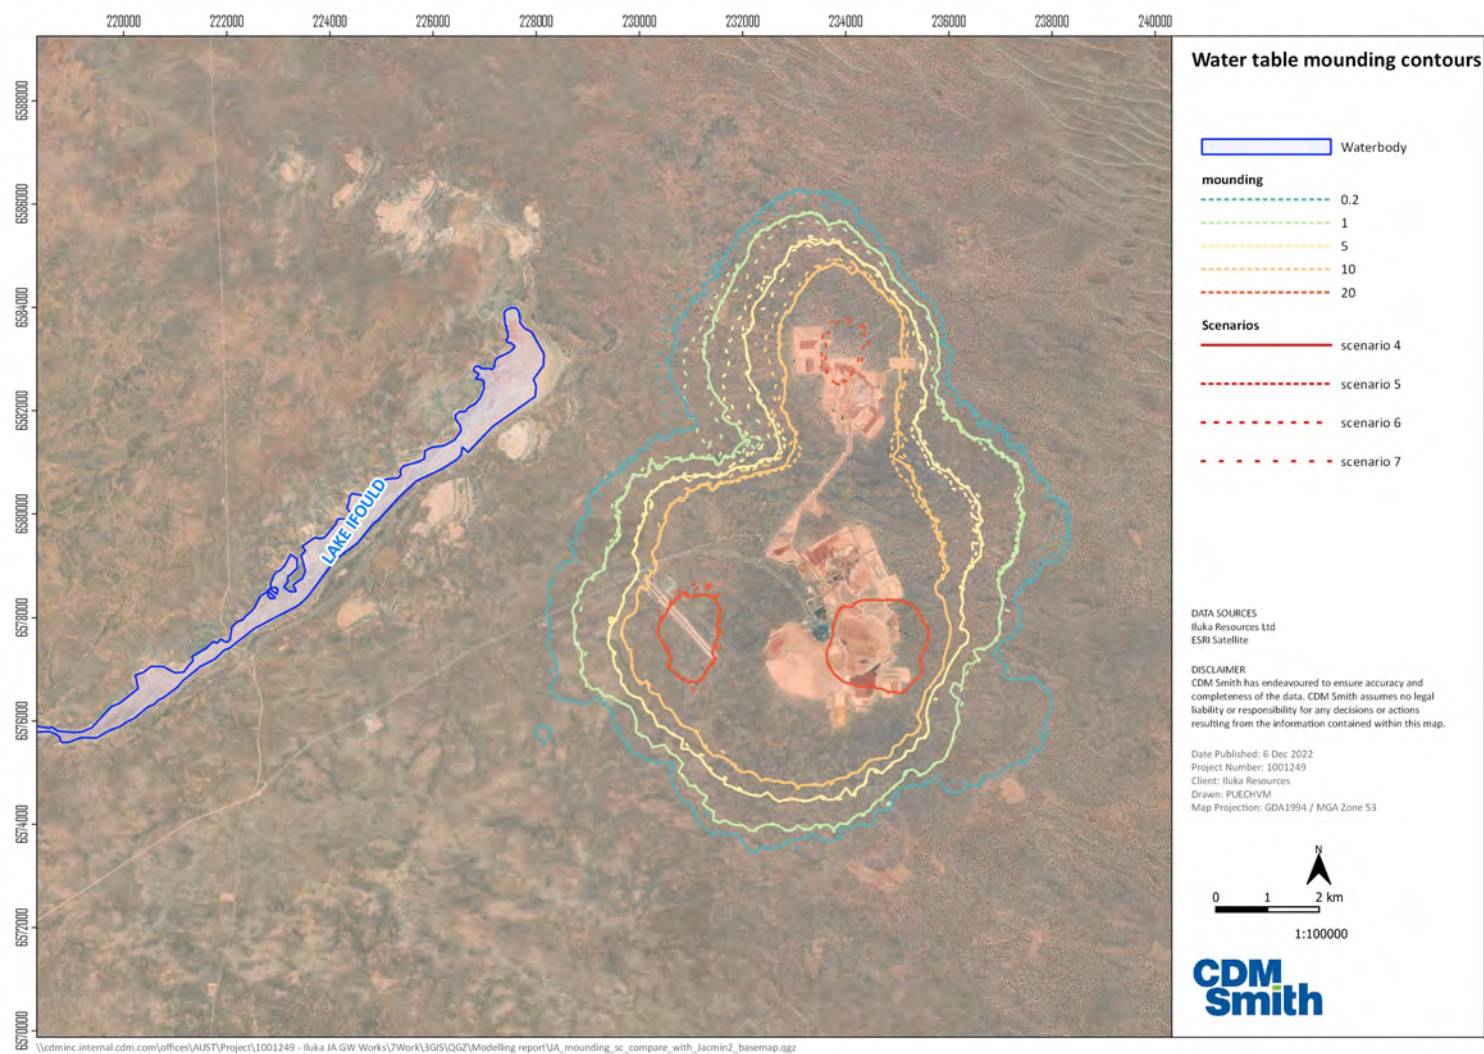 220000
222000
224000
226000
228000
230000
232000
234000
236000
238000
240000
6588000
6586000
6584000
6582000
6580000
6578000
6576000
6574000
6572000
6570000
LAKE IFOULD
Water table mounding contours
Waterbody
mounding
0.2
1
5
10
20
Scenarios
scenario 4
scenario 5
scenario 6
scenario 7
DATA SOURCES
Iluka Resources Ltd
ESRI Satellite
DISCLAIMER
CDM Smith has endeavoured to ensure accuracy and
completeness of the data. CDM Smith assumes no legal
liability or responsibility for any decisions or actions
resulting from the information contained within this map.
Date Published: 6 Dec 2022
Project Number: 1001249
Client: Iluka Resources
Drawn: PUECHVM
Map Projection: GDA1994 / MGA Zone 53
N
0 1 2 km
1:100000
CDM
Smith
\\cdminc.internal.cdm.com\offices\AUST\Project\1001249 - Iluka JA GW Works\7Work\3GIS\QGZ\Modelling report\JA_mounding_sc_compare_with_Jacmin2_basemap.qgz